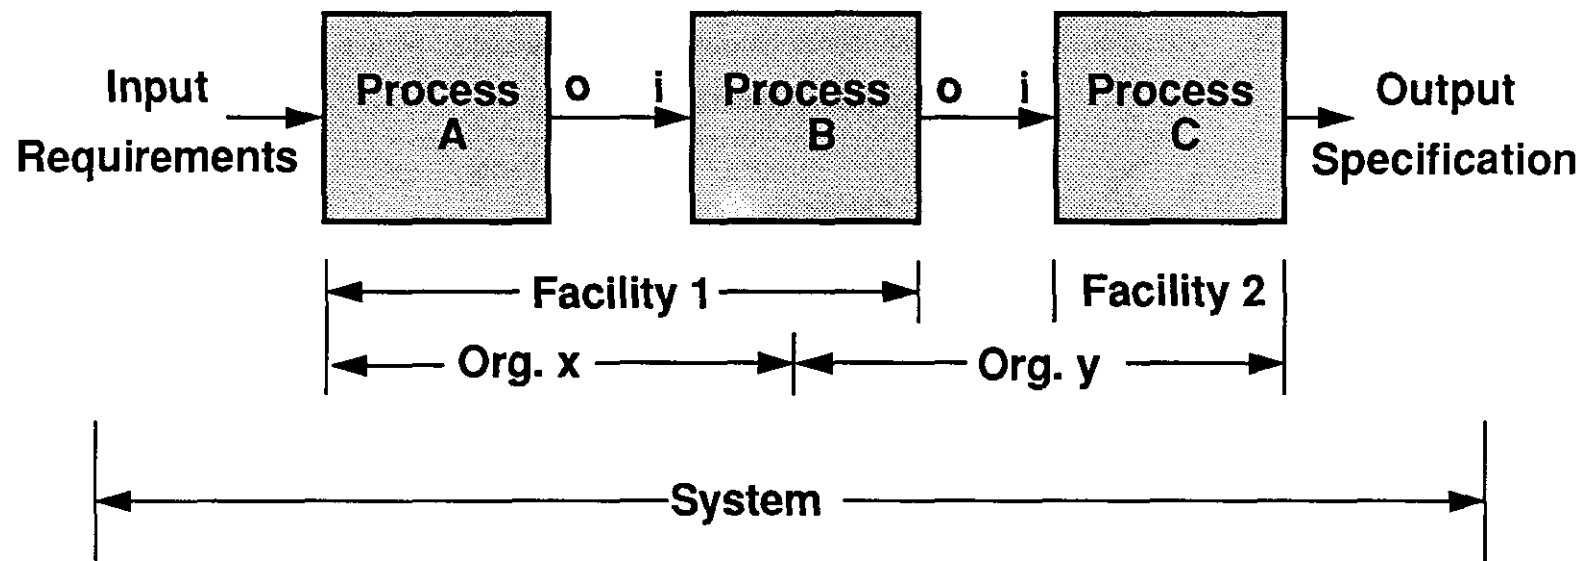 Input
Requirements
Process
A
o
i
Process
B
o
i
Process
C
Output
Specification
Facility 1
Facility 2
Org. x
Org. y
System